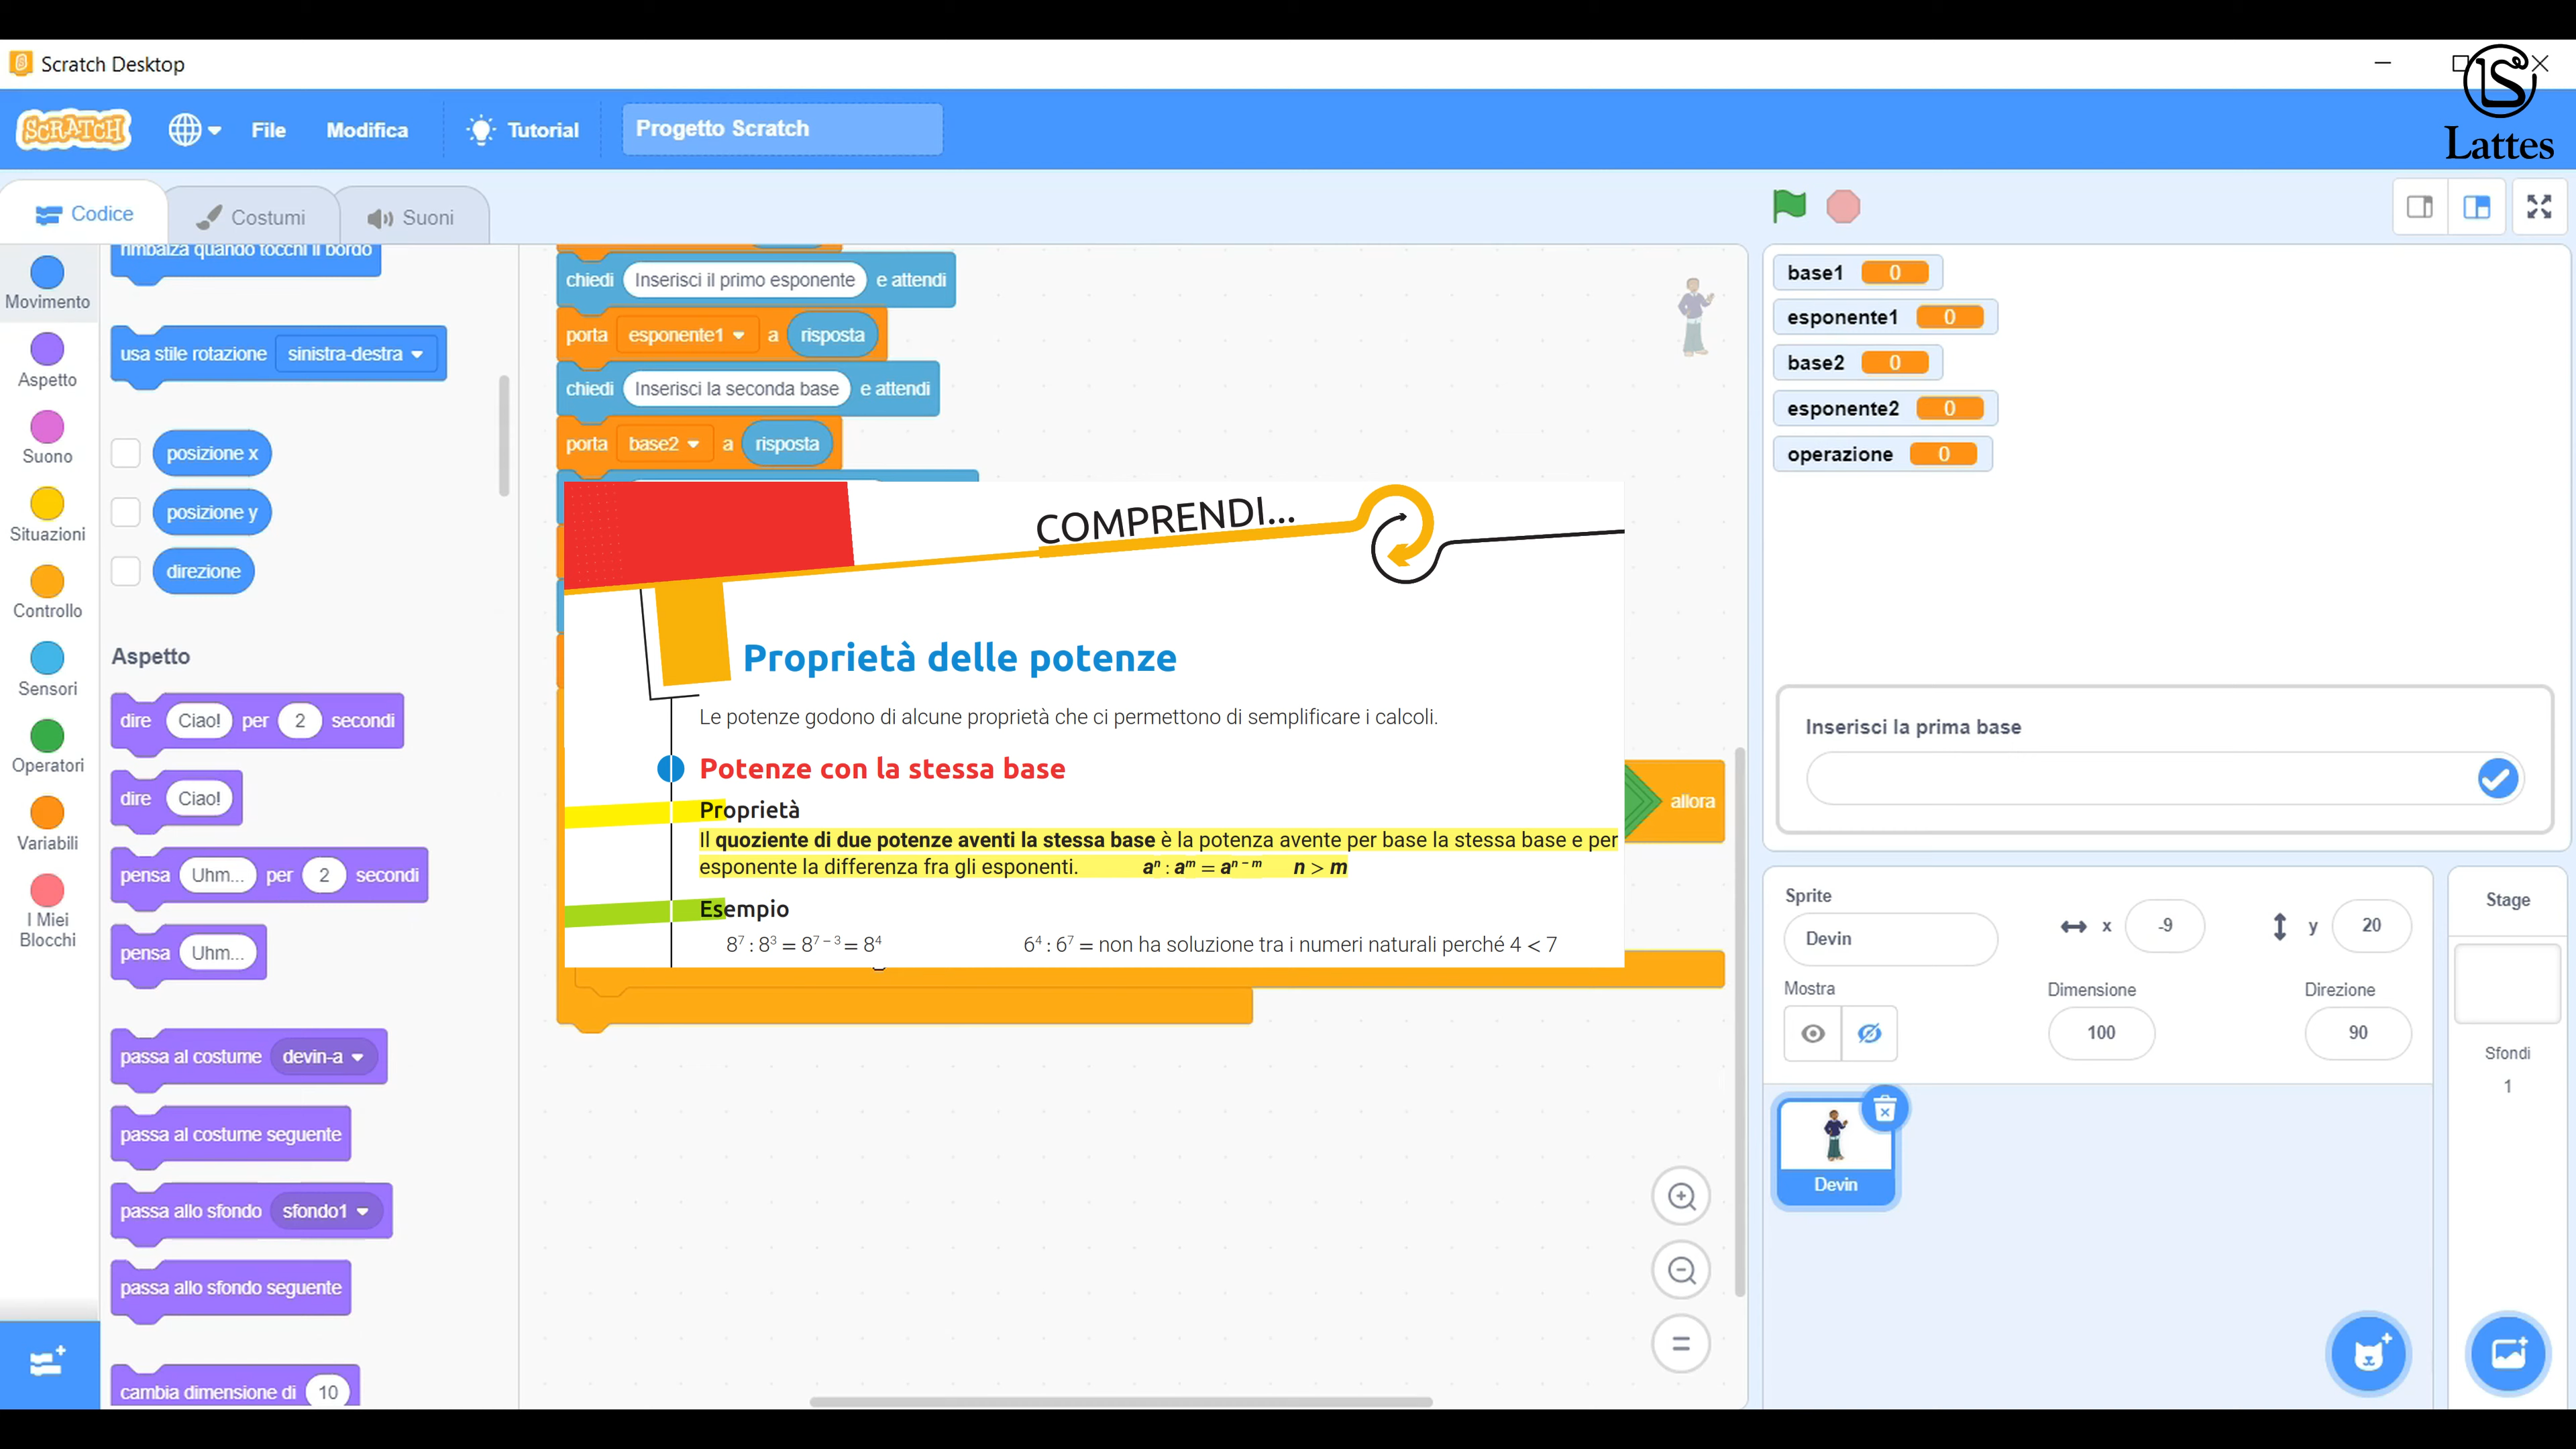 Scratch Desktop
LS
Lattes
SCRATCH
File
Modifica
Tutorial
Progetto Scratch
Codice
Costumi
Suoni
Movimento
Aspetto
Suono
Situazioni
Controllo
Sensori
Operatori
Variabili
I Miei
Blocchi
rimbalza quando tocchi il bordo
usa stile rotazione sinistra-destra
posizione x
posizione y
direzione
Aspetto
dire Ciao! per 2 secondi
dire Ciao!
pensa Uhm... per 2 secondi
pensa Uhm...
passa al costume devin-a
passa al costume seguente
passa allo sfondo sfondo1
passa allo sfondo seguente
cambia dimensione di 10
chiedi Inserisci il primo esponente e attendi
porta esponente1 a risposta
chiedi Inserisci la seconda base e attendi
porta base2 a risposta
COMPRENDI...
Proprietà delle potenze
Le potenze godono di alcune proprietà che ci permettono di semplificare i calcoli.
Potenze con la stessa base
Proprietà
Il quoziente di due potenze aventi la stessa base è la potenza avente per base la stessa base e per
esponente la differenza fra gli esponenti. aⁿ : aᵐ = aⁿ⁻ᵐ n > m
Esempio
8⁷ : 8³ = 8⁷⁻³ = 8⁴ 6⁴ : 6⁷ = non ha soluzione tra i numeri naturali perché 4 < 7
allora
base1 0
esponente1 0
base2 0
esponente2 0
operazione 0
Inserisci la prima base
Sprite
Devin
x -9
y 20
Mostra
Dimensione
100
Direzione
90
Devin
Stage
Sfondi
1